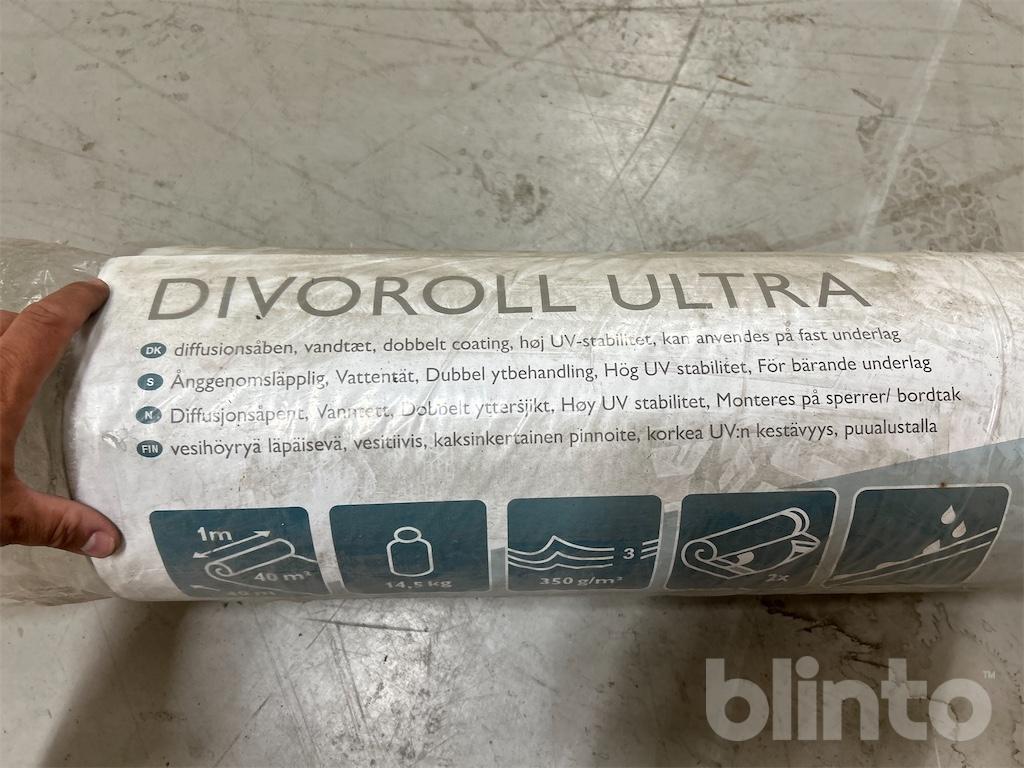 DIVOROLL ULTRA
DK diffusionsåben, vandtæt, dobbelt coating, høj UV-stabilitet, kan anvendes på fast underlag
S Ånggenomsläpplig, Vattentät, Dubbel ytbehandling, Hög UV stabilitet, För bärande underlag
N Diffusjonsåpent, Vanntett, Dobbelt yttersjikt, Høy UV stabilitet, Monteres på sperrer/ bordtak
FIN vesihöyryä läpäisevä, vesitiivis, kaksinkertainen pinnoite, korkea UV:n kestävyys, puualustalla
1m
40 m²
40 m
14,5 kg
3
350 g/m²
2x
blinto™